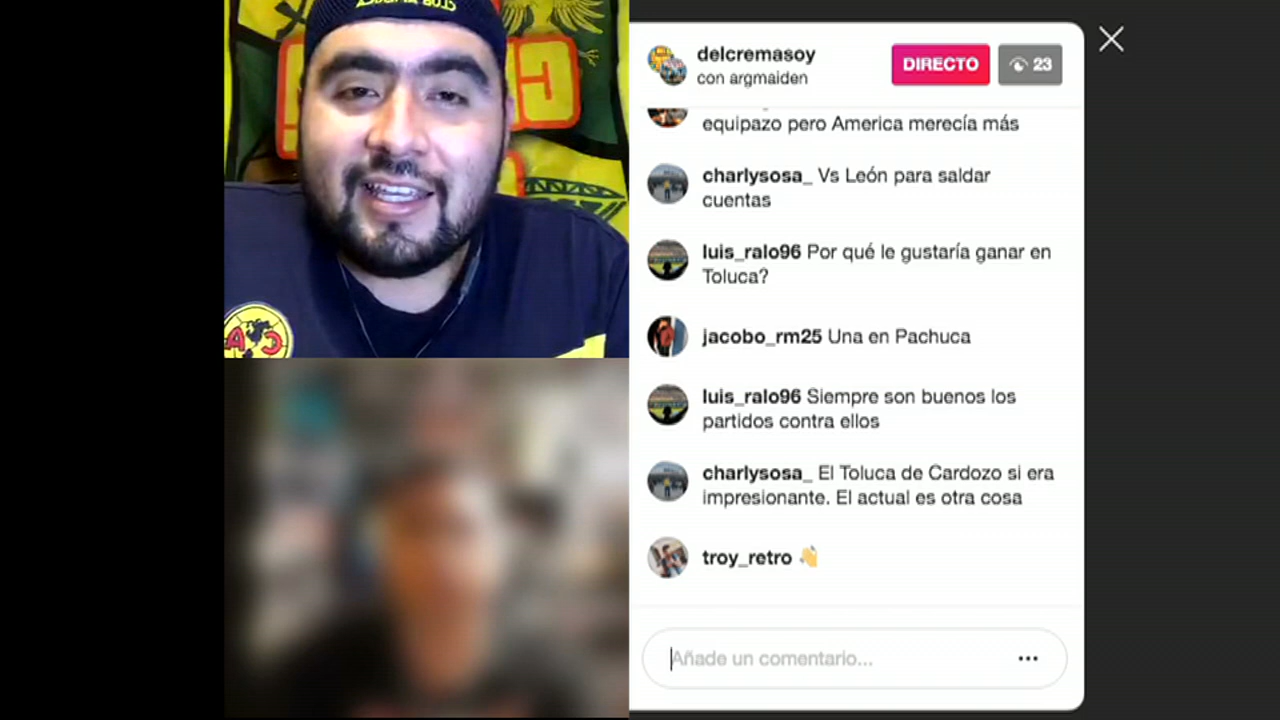 delcremasoy
con argmaiden
DIRECTO
23
equipazo pero America merecía más
charlysosa_ Vs León para saldar
cuentas
luis_ralo96 Por qué le gustaría ganar en
Toluca?
jacobo_rm25 Una en Pachuca
luis_ralo96 Siempre son buenos los
partidos contra ellos
charlysosa_ El Toluca de Cardozo si era
impresionante. El actual es otra cosa
troy_retro 👋
Añade un comentario...